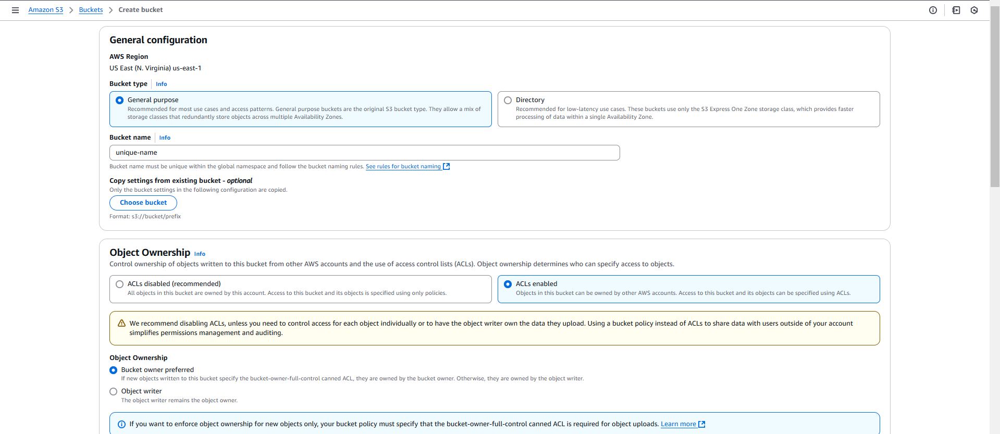 Amazon S3 > Buckets > Create bucket
General configuration
AWS Region
US East (N. Virginia) us-east-1
Bucket type | Info
General purpose
Recommended for most use cases and access patterns. General purpose buckets are the original S3 bucket type. They allow a mix of
storage classes that redundantly store objects across multiple Availability Zones.
Directory
Recommended for low-latency use cases. These buckets use only the S3 Express One Zone storage class, which provides faster
processing of data within a single Availability Zone.
Bucket name | Info
unique-name
Bucket name must be unique within the global namespace and follow the bucket naming rules. See rules for bucket naming
Copy settings from existing bucket - optional
Only the bucket settings in the following configuration are copied.
Choose bucket
Format: s3://bucket/prefix
Object Ownership Info
Control ownership of objects written to this bucket from other AWS accounts and the use of access control lists (ACLs). Object ownership determines who can specify access to objects.
ACLs disabled (recommended)
All objects in this bucket are owned by this account. Access to this bucket and its objects is specified using only policies.
ACLs enabled
Objects in this bucket can be owned by other AWS accounts. Access to this bucket and its objects can be specified using ACLs.
We recommend disabling ACLs, unless you need to control access for each object individually or to have the object writer own the data they upload. Using a bucket policy instead of ACLs to share data with users outside of your account
simplifies permissions management and auditing.
Object Ownership
Bucket owner preferred
If new objects written to this bucket specify the bucket-owner-full-control canned ACL, they are owned by the bucket owner. Otherwise, they are owned by the object writer.
Object writer
The object writer remains the object owner.
If you want to enforce object ownership for new objects only, your bucket policy must specify that the bucket-owner-full-control canned ACL is required for object uploads. Learn more